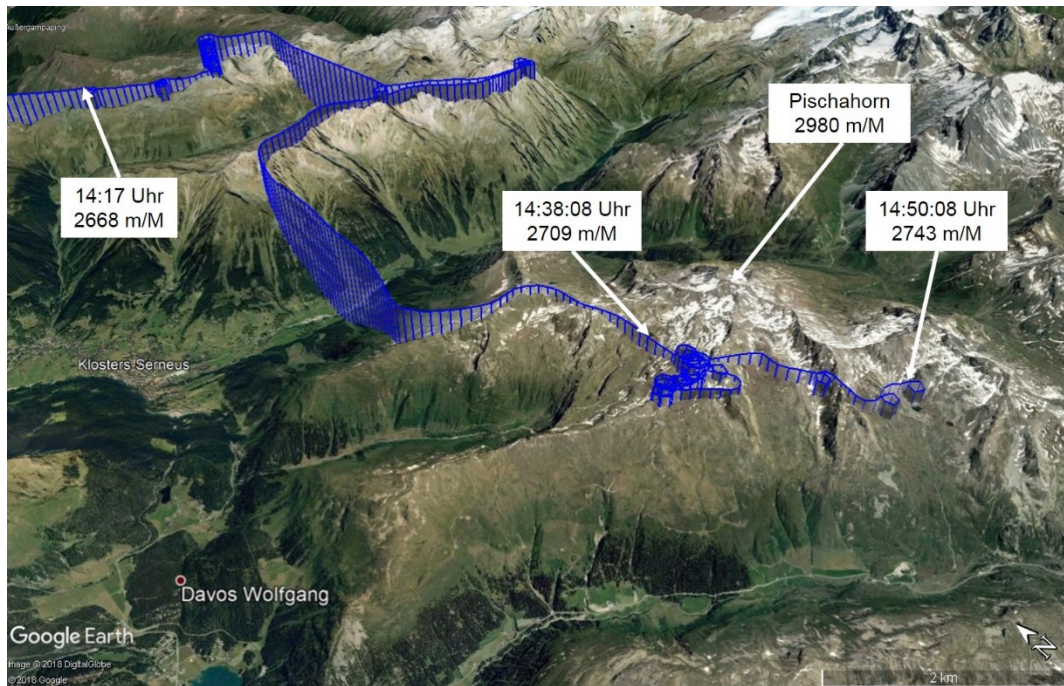 Außergampaping
Pischahorn
2980 m/M
14:17 Uhr
2668 m/M
14:38:08 Uhr
2709 m/M
14:50:08 Uhr
2743 m/M
Klosters Serneus
Davos Wolfgang
Google Earth
Image © 2018 DigitalGlobe
© 2018 Google
N
2 km